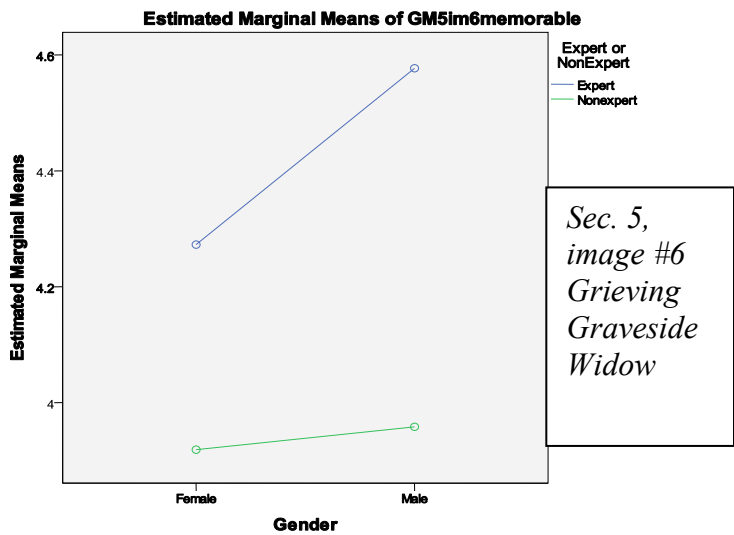 Estimated Marginal Means of GM5im6memorable
Expert or
NonExpert
Expert
Nonexpert
Estimated Marginal Means
4.6
4.4
4.2
4
Female
Male
Gender
Sec. 5,
image #6
Grieving
Graveside
Widow